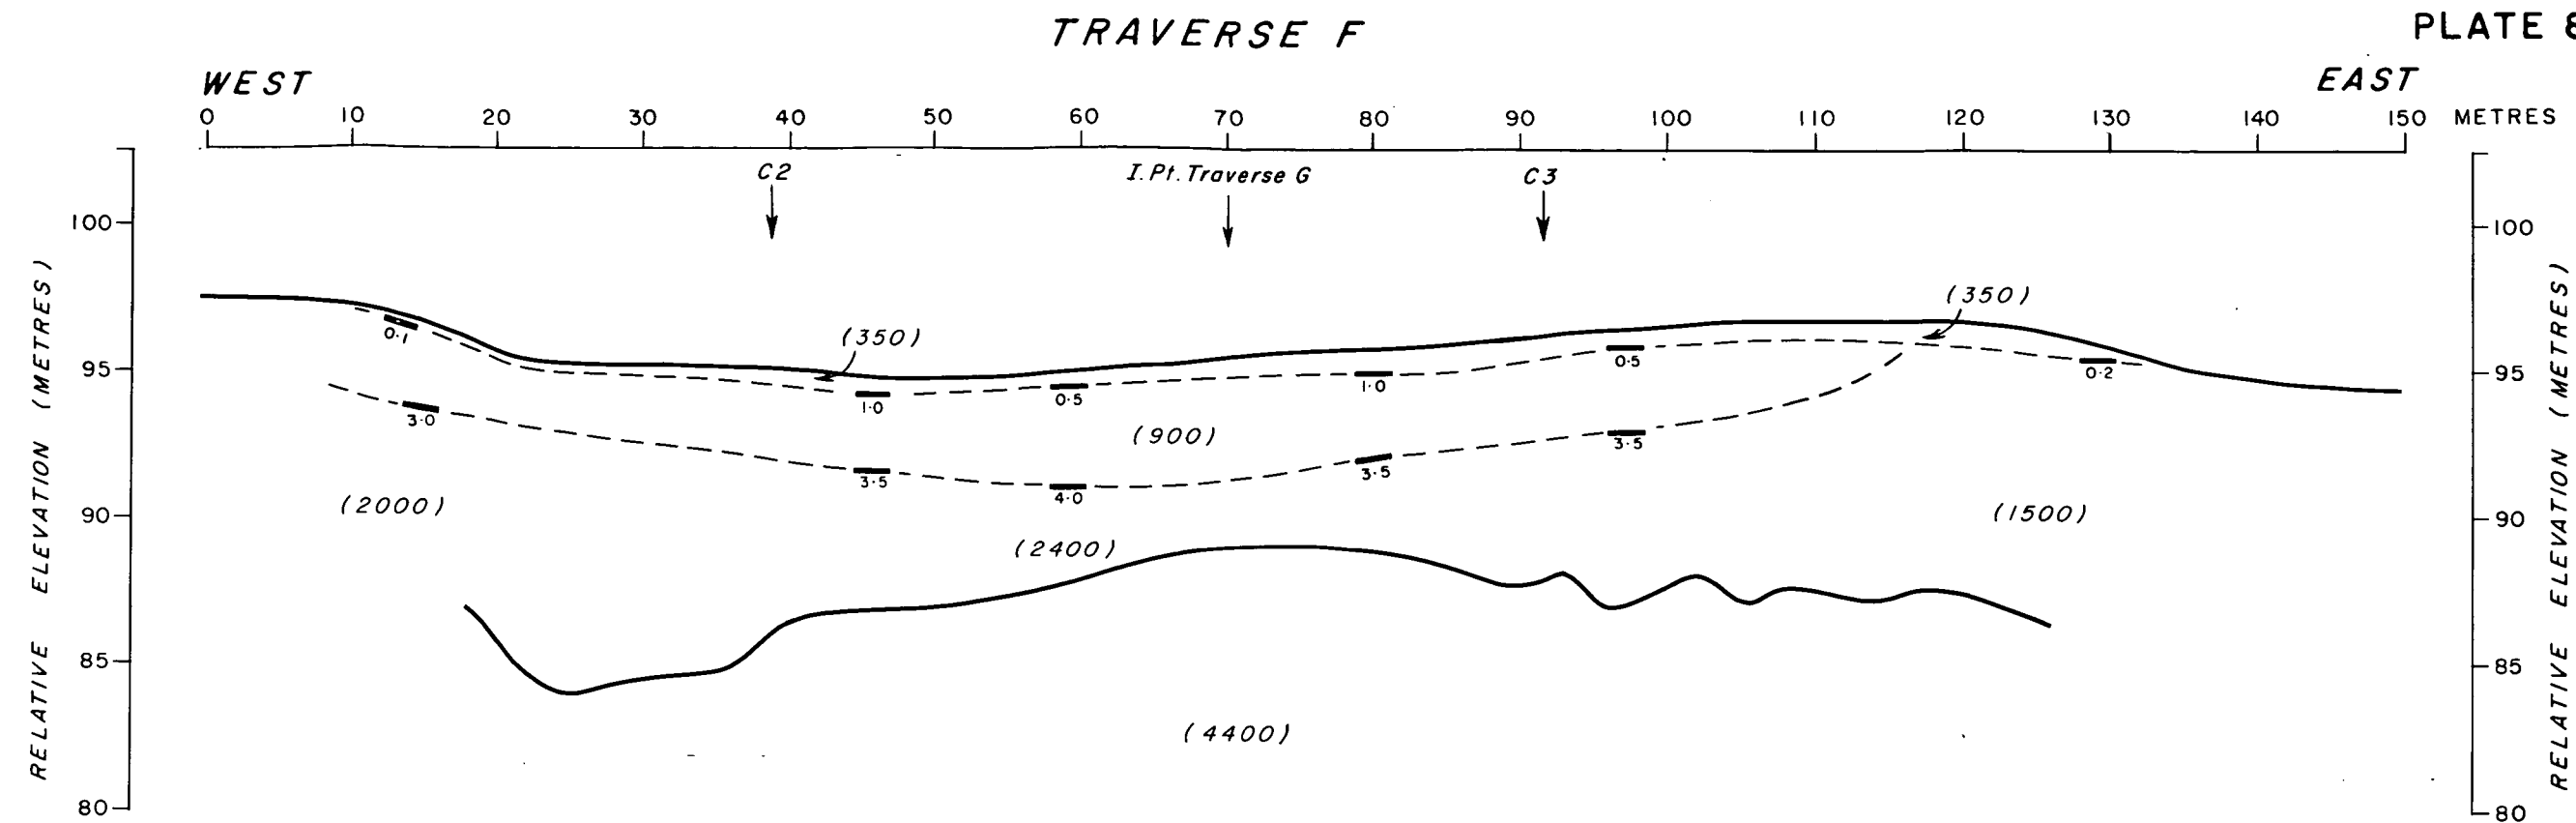 TRAVERSE F
PLATE 8
WEST
EAST
0 10 20 30 40 50 60 70 80 90 100 110 120 130 140 150 METRES
C2 I.Pt. Traverse G C3
100 100
(350)
(350)
0·1
95 95
1·0 0·5 1·0 0·5 0·2
3·0 (900)
3·5 4·0 3·5 3·5
(2000) (1500)
90 90
(2400)
85 85
(4400)
80 80
RELATIVE ELEVATION (METRES)
RELATIVE ELEVATION (METRES)